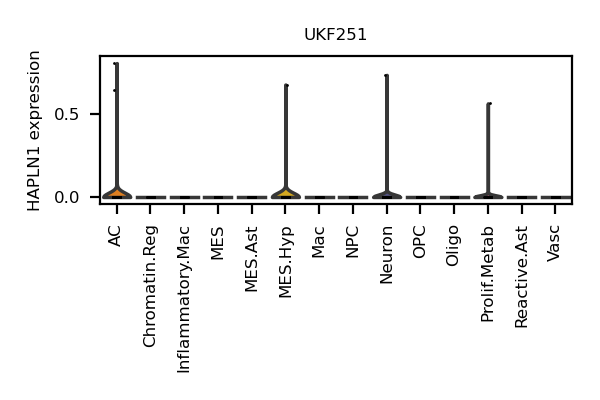 UKF251
HAPLN1 expression
0.5
0.0
AC
Chromatin.Reg
Inflammatory.Mac
MES
MES.Ast
MES.Hyp
Mac
NPC
Neuron
OPC
Oligo
Prolif.Metab
Reactive.Ast
Vasc